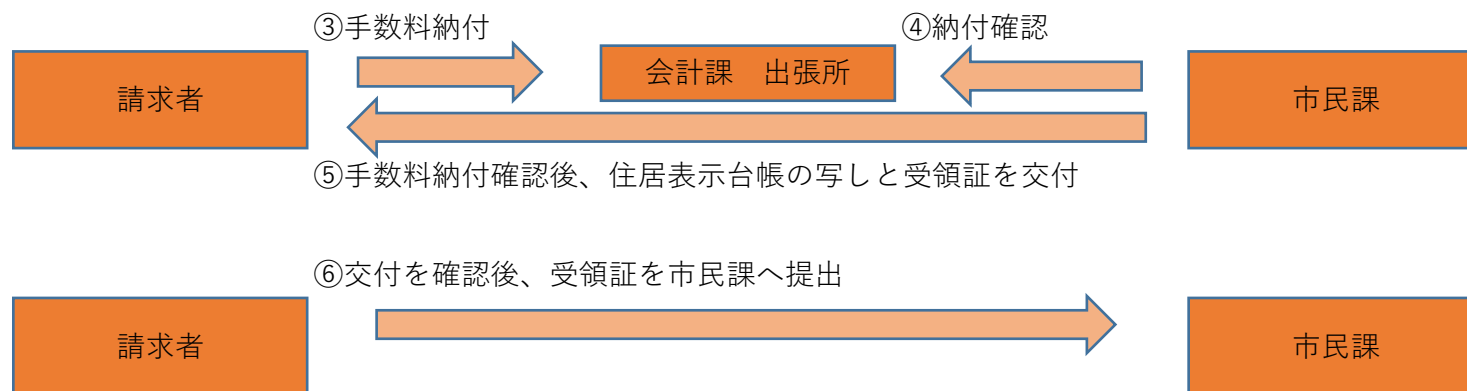 ③手数料納付
④納付確認
請求者
会計課　出張所
市民課
⑤手数料納付確認後、住居表示台帳の写しと受領証を交付
⑥交付を確認後、受領証を市民課へ提出
請求者
市民課